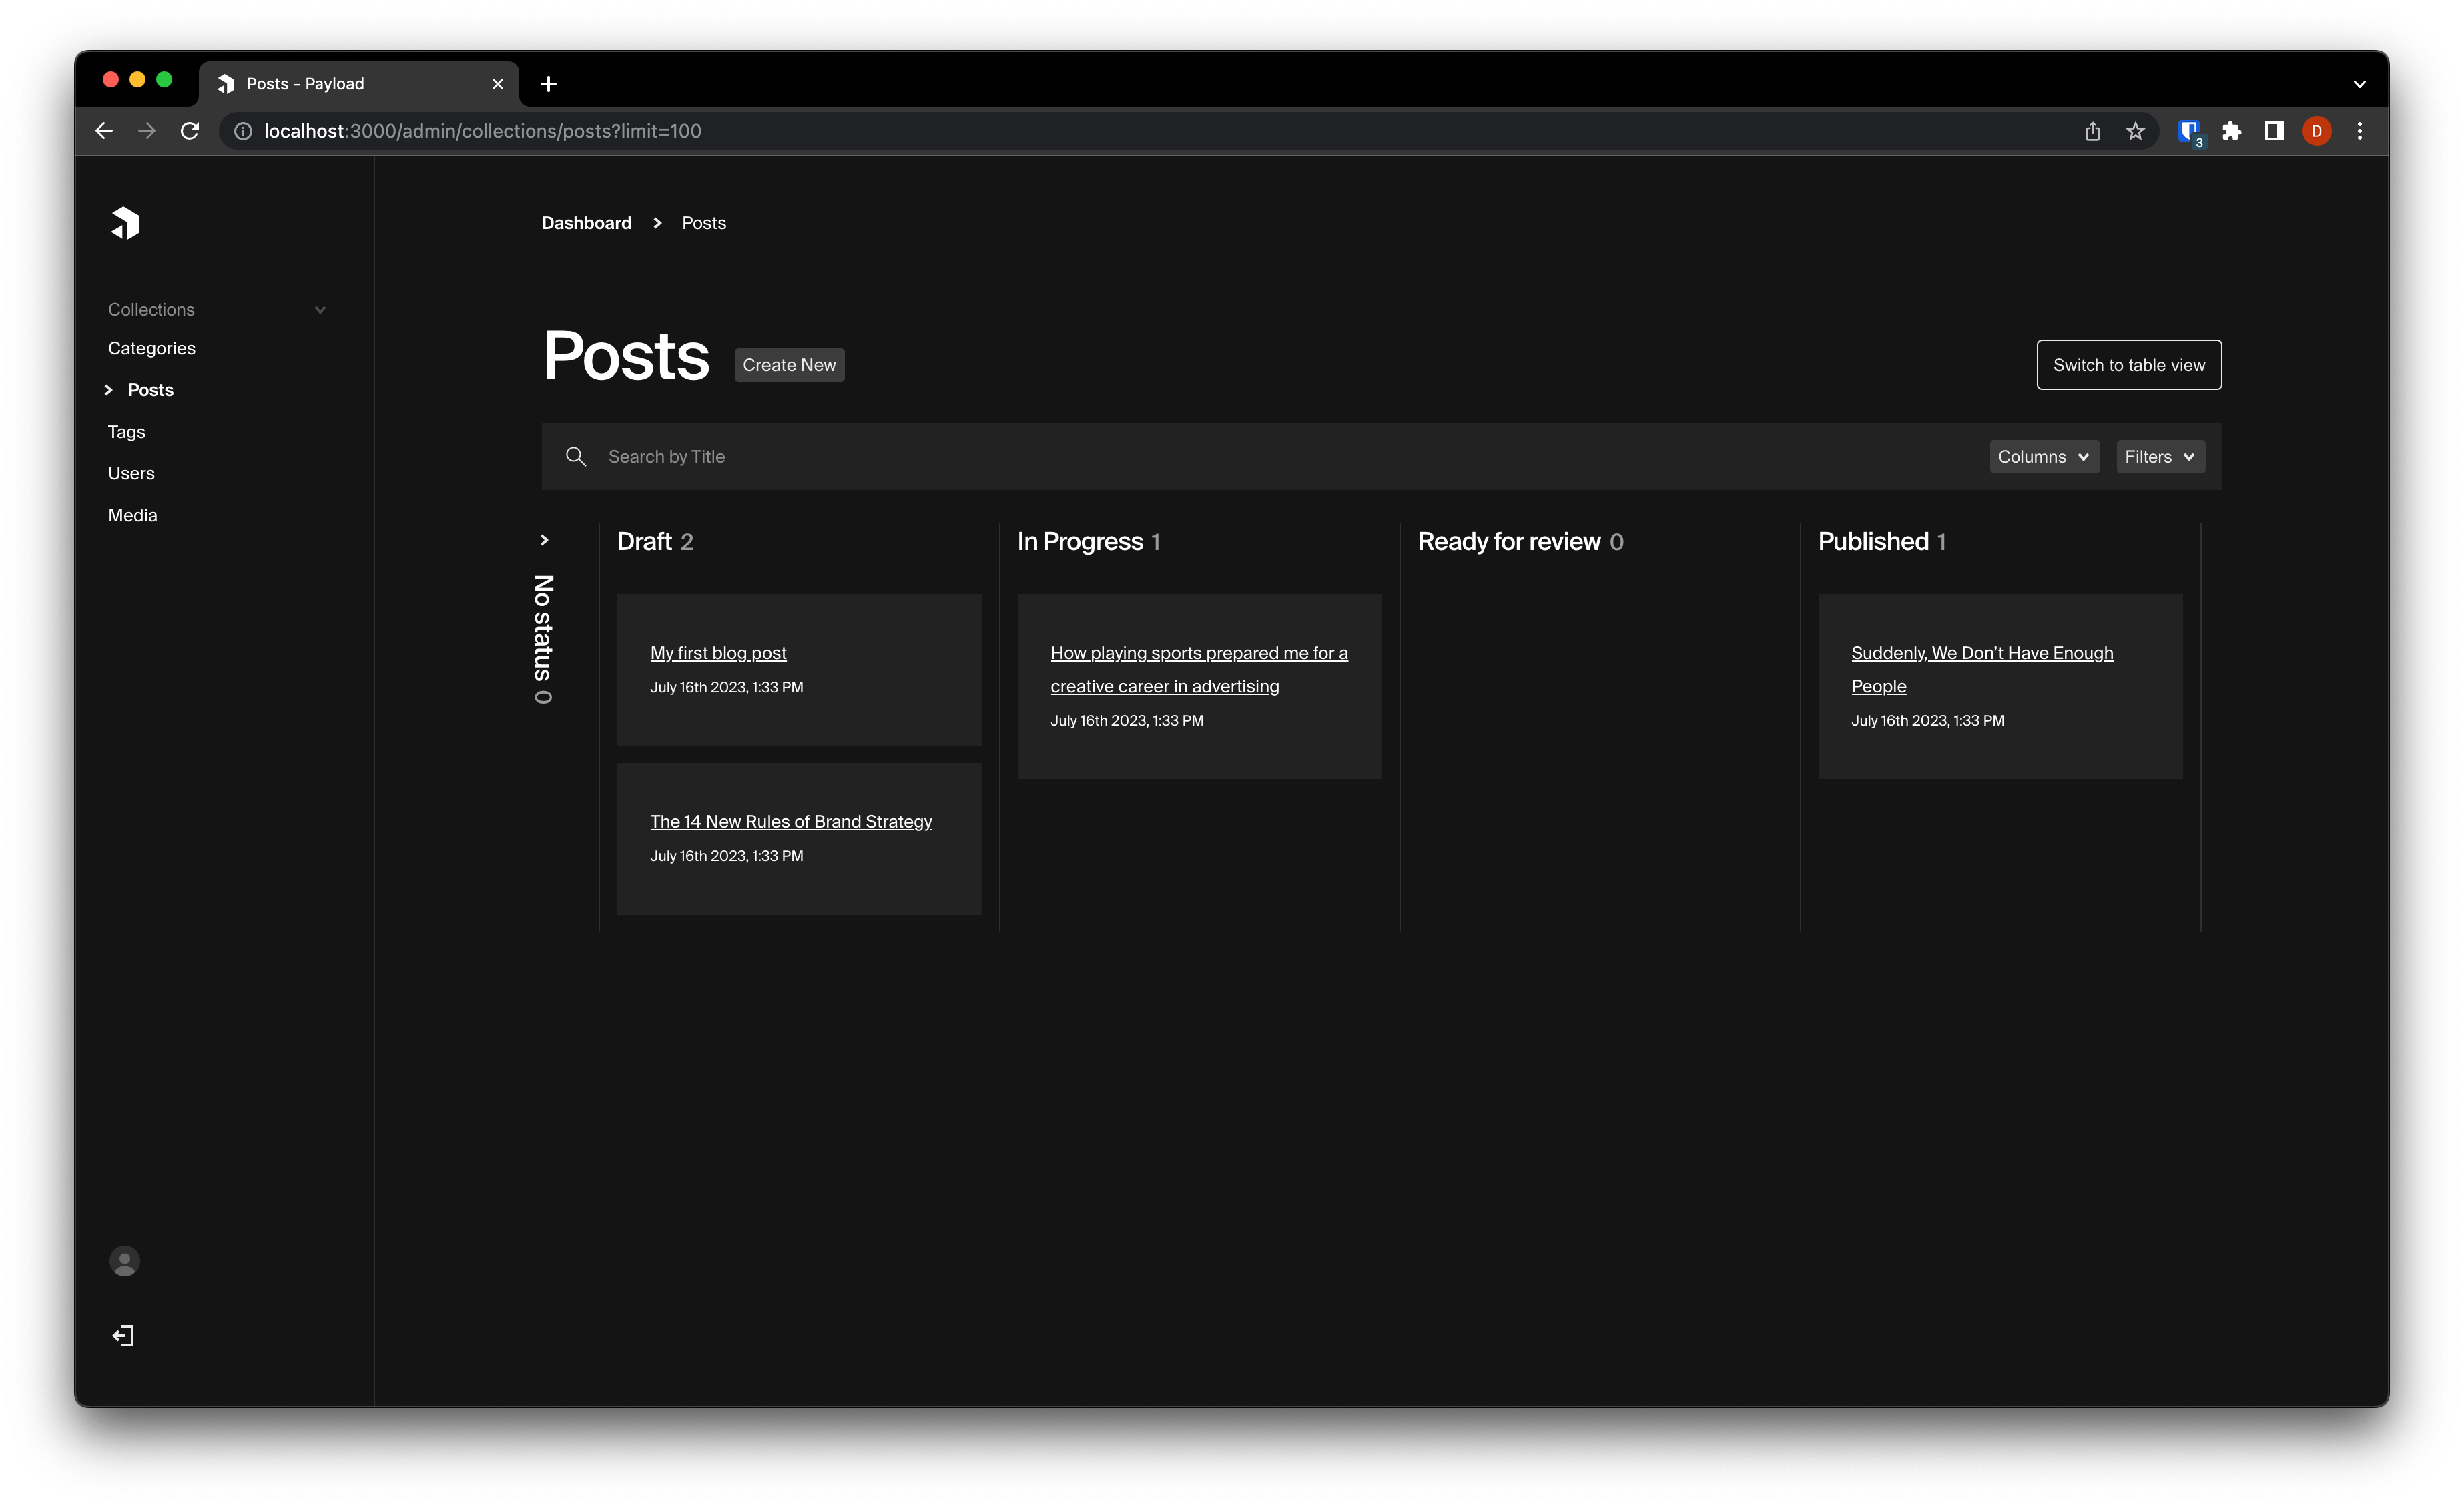 Posts - Payload
localhost:3000/admin/collections/posts?limit=100
3
D
Dashboard
Posts
Collections
Categories
Posts
Tags
Users
Media
Posts
Create New
Switch to table view
Search by Title
Columns
Filters
No status 0
Draft 2
My first blog post
July 16th 2023, 1:33 PM
The 14 New Rules of Brand Strategy
July 16th 2023, 1:33 PM
In Progress 1
How playing sports prepared me for a
creative career in advertising
July 16th 2023, 1:33 PM
Ready for review 0
Published 1
Suddenly, We Don’t Have Enough
People
July 16th 2023, 1:33 PM